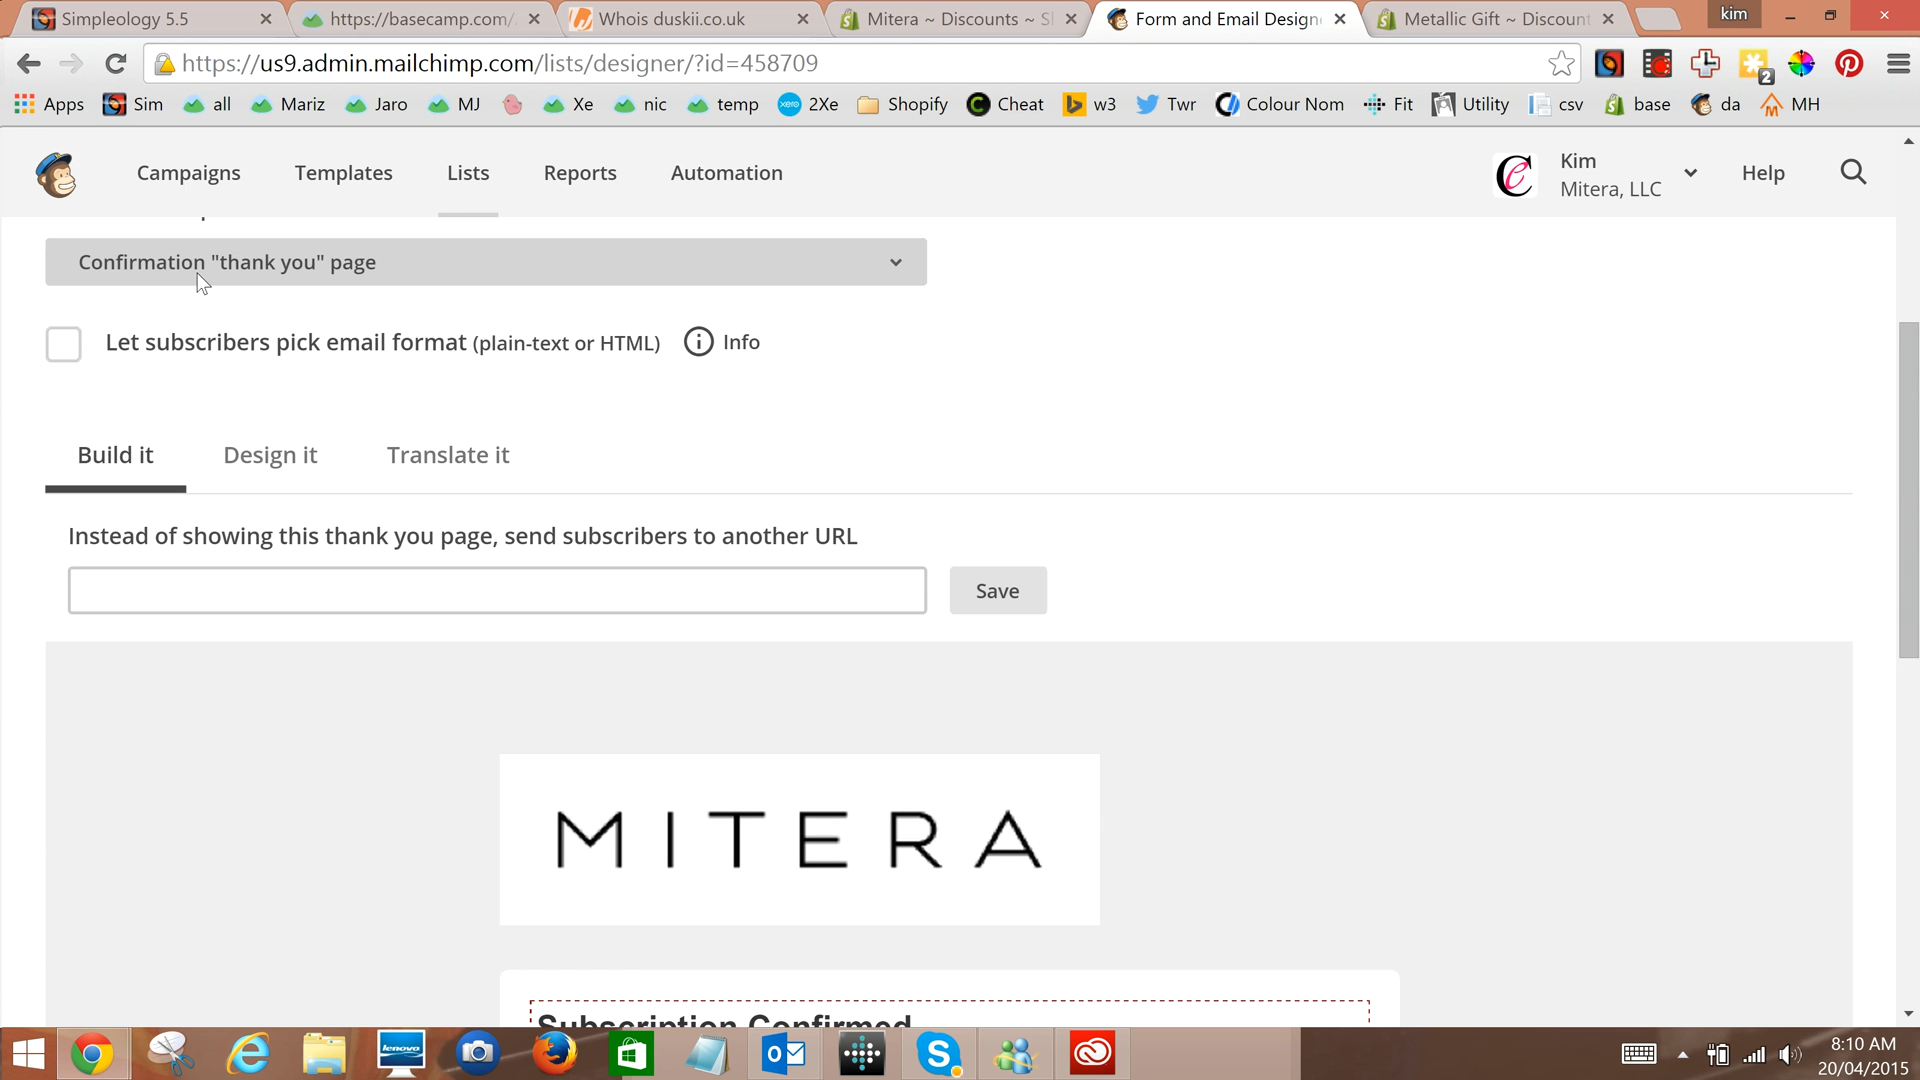 Simpleology 5.5
https://basecamp.com/
Whois duskii.co.uk
Mitera ~ Discounts ~ S
Form and Email Design
Metallic Gift ~ Discount
kim
https://us9.admin.mailchimp.com/lists/designer/?id=458709
2
Apps
Sim
all
Mariz
Jaro
MJ
Xe
nic
temp
xero
2Xe
Shopify
Cheat
w3
Twr
Colour Nom
Fit
Utility
csv
base
da
MH
Campaigns
Templates
Lists
Reports
Automation
Kim
Mitera, LLC
Help
Confirmation "thank you" page
Let subscribers pick email format (plain-text or HTML)
Info
Build it
Design it
Translate it
Instead of showing this thank you page, send subscribers to another URL
Save
MITERA
Subscription Confirmed
lenovo
8:10 AM
20/04/2015